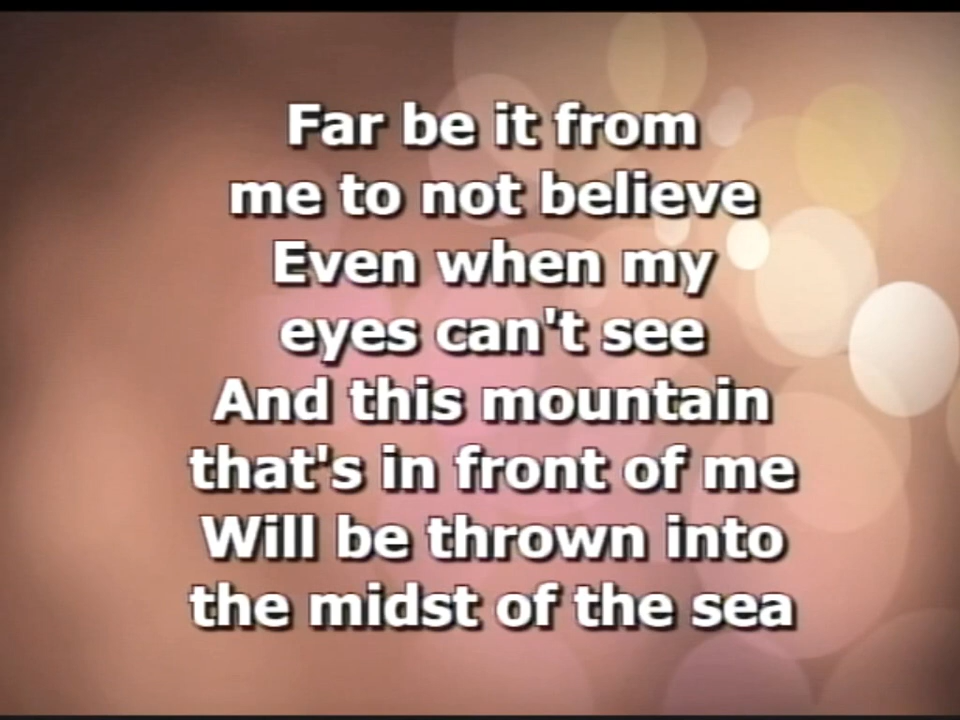 Far be it from
me to not believe
Even when my
eyes can't see
And this mountain
that's in front of me
Will be thrown into
the midst of the sea